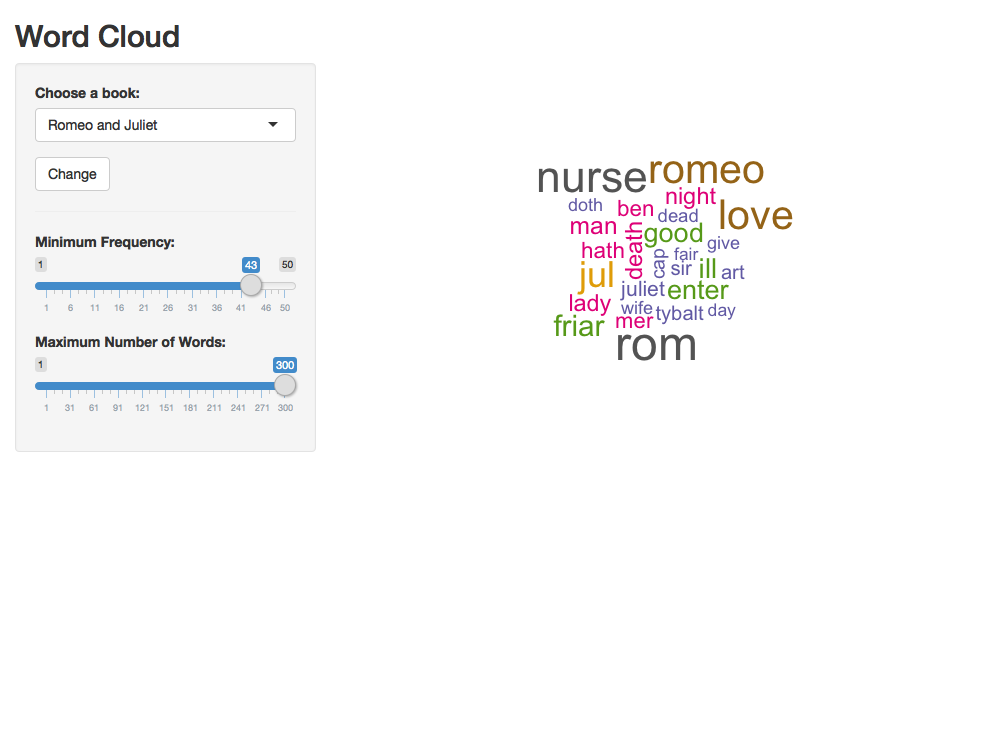 Word Cloud
Choose a book:
Romeo and Juliet
Change
Minimum Frequency:
1 43 50
1 6 11 16 21 26 31 36 41 46 50
Maximum Number of Words:
1 300
1 31 61 91 121 151 181 211 241 271 300
nurse romeo
night
doth ben dead love
man good
death
hath cap fair give
jul sir ill art
juliet enter
lady wife tybalt day
friar mer
rom